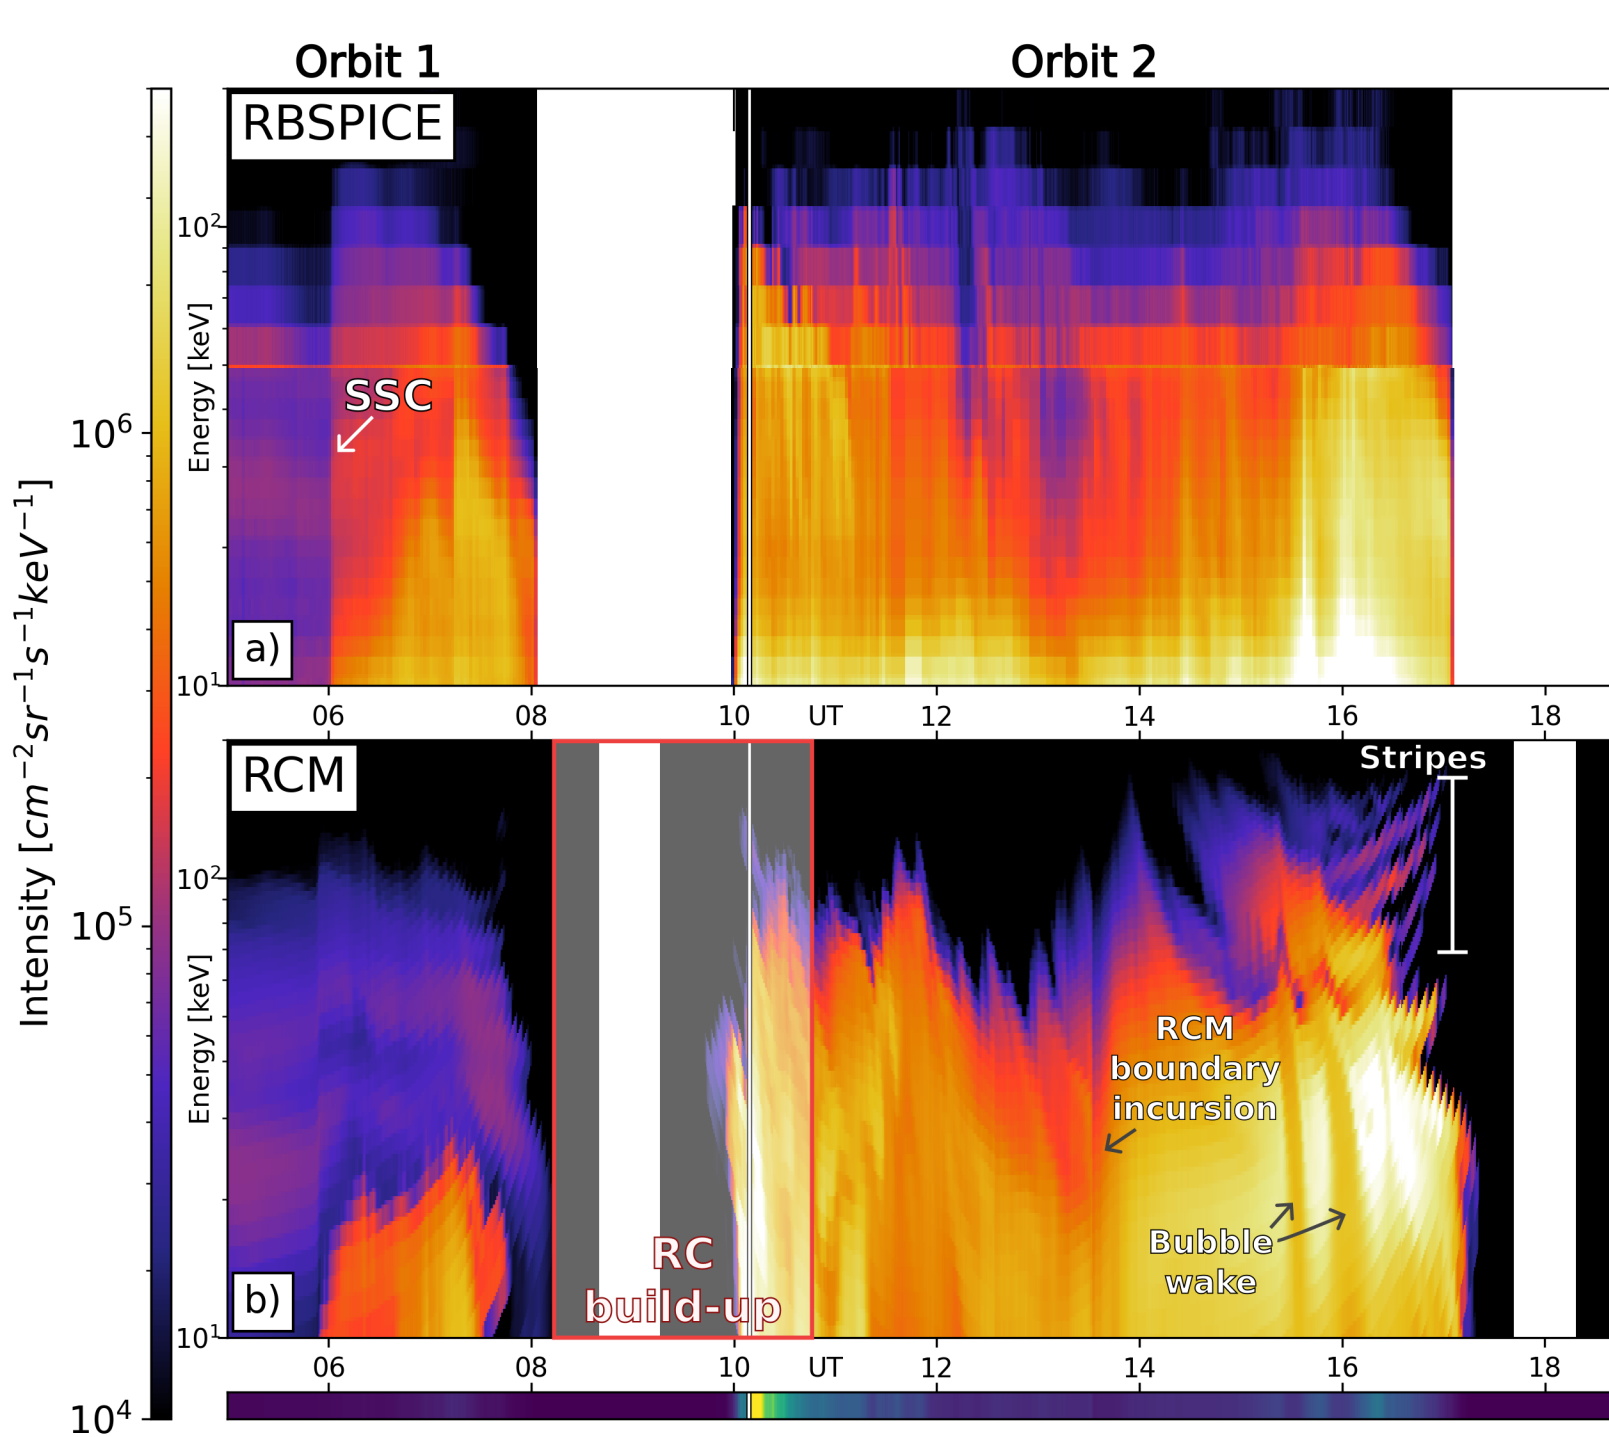 Orbit 1
Orbit 2
RBSPICE
SSC
a)
Energy [keV]
10²
10¹
06
08
10
UT
12
14
16
18
RCM
Stripes
RCM
boundary
incursion
Bubble
wake
RC
build-up
b)
Energy [keV]
10²
10¹
06
08
10
UT
12
14
16
18
Intensity [cm⁻²sr⁻¹s⁻¹keV⁻¹]
10⁶
10⁵
10⁴